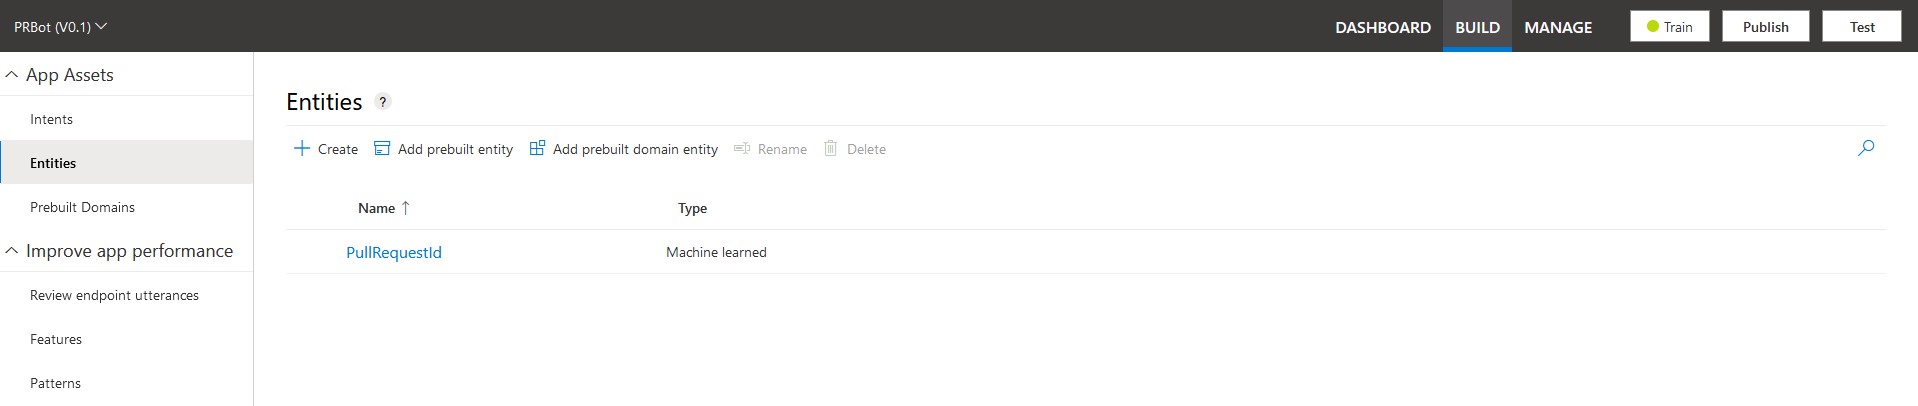 PRBot (V0.1)
DASHBOARD BUILD MANAGE Train Publish Test
App Assets
Intents
Entities
Prebuilt Domains
Improve app performance
Review endpoint utterances
Features
Patterns
Entities ?
Create Add prebuilt entity Add prebuilt domain entity Rename Delete
Name ↑ Type
PullRequestId Machine learned